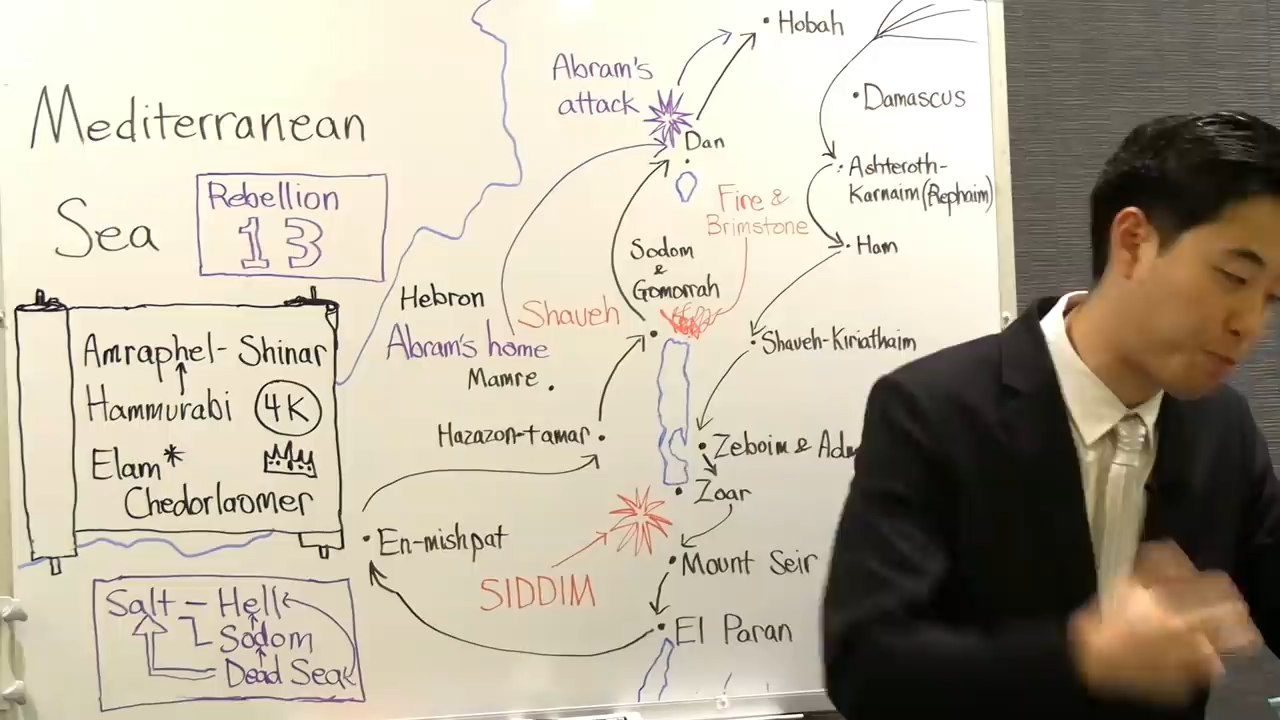 Mediterranean
Sea
Rebellion
13
Amraphel - Shinar
Hammurabi 4K
Elam*
Chedorlaomer
Salt - Hell
Sodom
Dead Sea
Abram's
attack
Hobah
Damascus
Dan
Ashteroth-
Karnaim (Rephaim)
Fire &
Brimstone
Ham
Sodom
&
Gomorrah
Hebron
Abram's home
Mamre
Shaveh
Shaveh-Kiriathaim
Hazazon-tamar
Zeboim &
Zoar
En-mishpat
SIDDIM
Mount Seir
El Paran